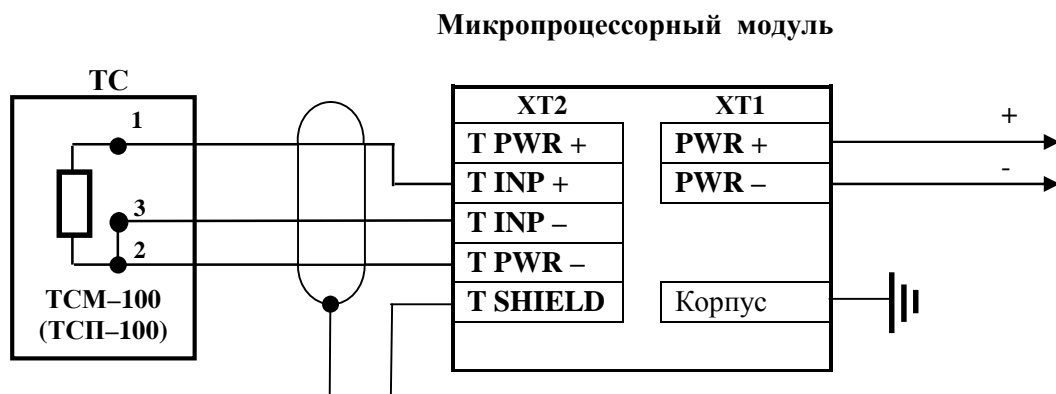 Микропроцессорный модуль
ТС
1
3
2
ТСМ–100
(ТСП–100)
XT2
T PWR +
T INP +
T INP –
T PWR –
T SHIELD
XT1
PWR +
PWR –
Корпус
+
-